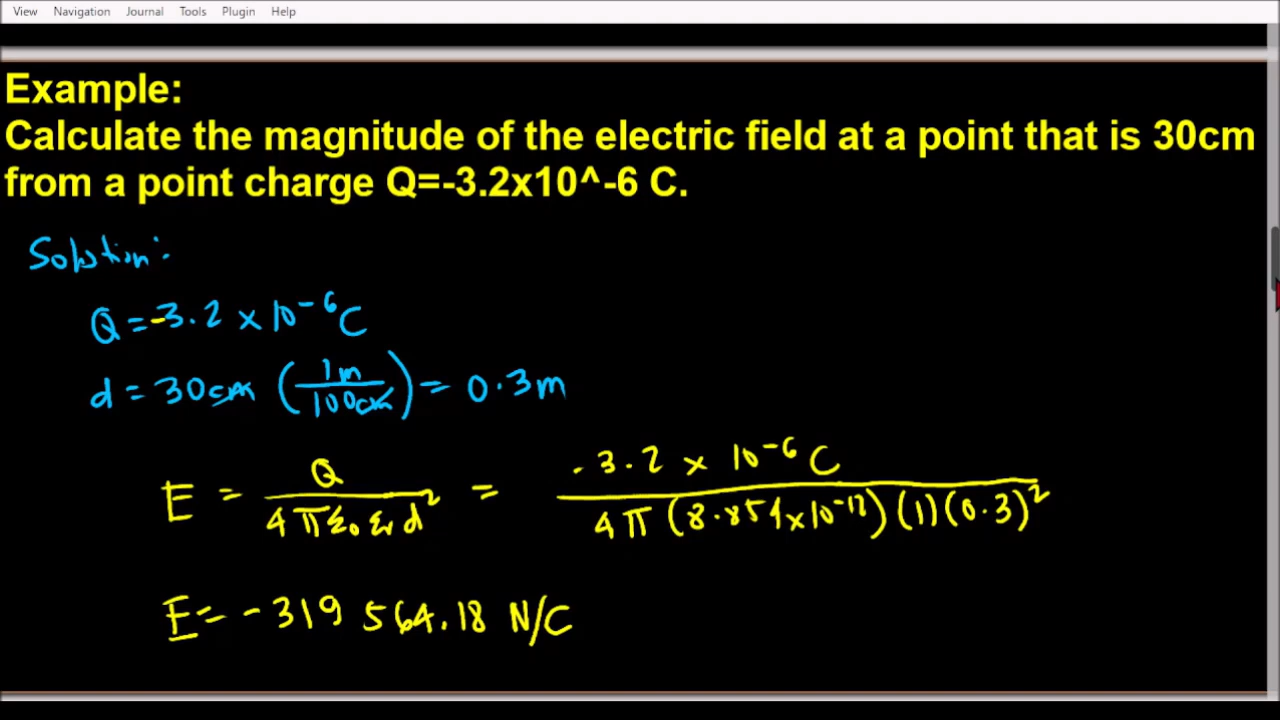 View Navigation Journal Tools Plugin Help
Example:
Calculate the magnitude of the electric field at a point that is 30cm
from a point charge Q=-3.2x10^-6 C.
Solution:
Q = -3.2 × 10⁻⁶ C
d = 30cm (1m/100cm) = 0.3m
E = Q/4πε₀εᵣd² = -3.2 × 10⁻⁶ C/4π(8.854×10⁻¹²)(1)(0.3)²
E = -319 564.18 N/C